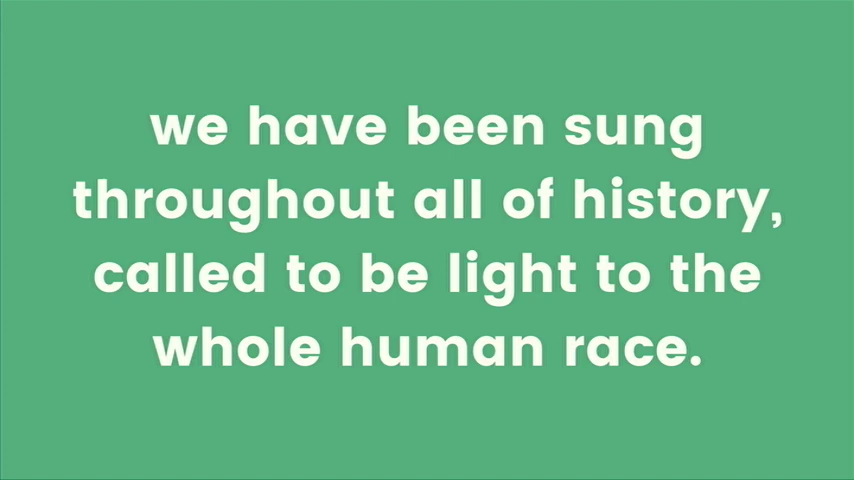 we have been sung
throughout all of history,
called to be light to the
whole human race.